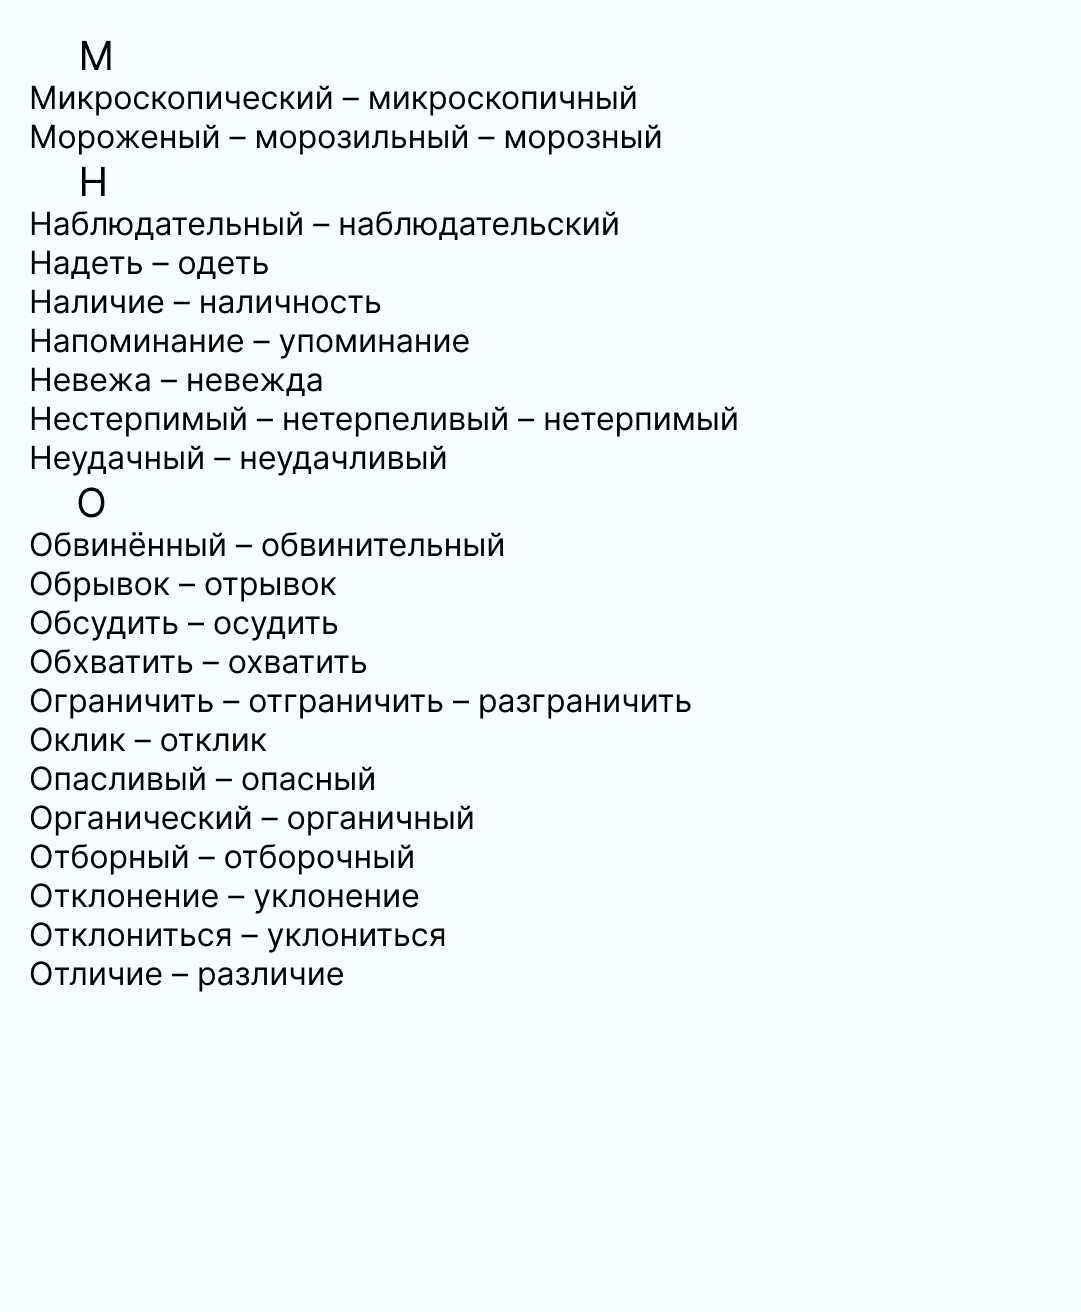 М
Микроскопический – микроскопичный
Мороженый – морозильный – морозный
Н
Наблюдательный – наблюдательский
Надеть – одеть
Наличие – наличность
Напоминание – упоминание
Невежа – невежда
Нестерпимый – нетерпеливый – нетерпимый
Неудачный – неудачливый
О
Обвинённый – обвинительный
Обрывок – отрывок
Обсудить – осудить
Обхватить – охватить
Ограничить – отграничить – разграничить
Оклик – отклик
Опасливый – опасный
Органический – органичный
Отборный – отборочный
Отклонение – уклонение
Отклониться – уклониться
Отличие – различие